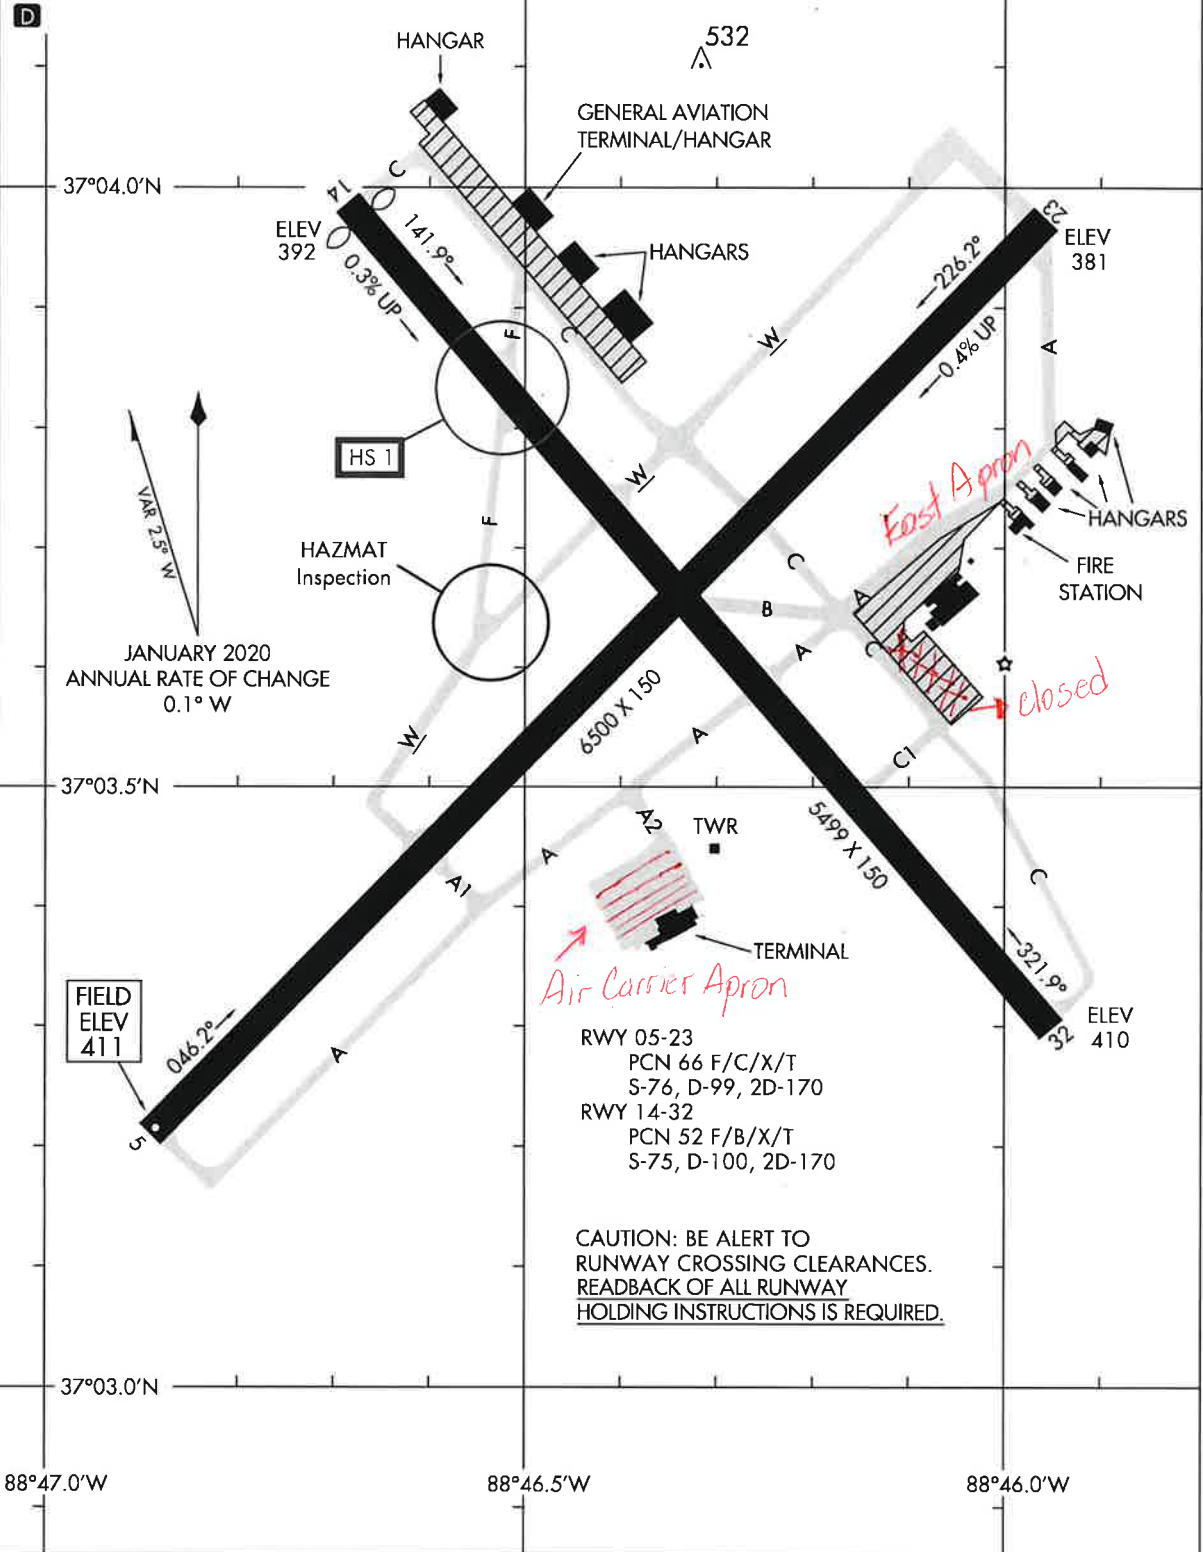 D
HANGAR
532
GENERAL AVIATION
TERMINAL/HANGAR
37°04.0'N
14
C
23
ELEV
392
141.9°
0.3% UP
HANGARS
226.2°
ELEV
381
0.4% UP
F
C
W
A
HS 1
W
East Apron
HANGARS
VAR 2.5° W
F
HAZMAT
Inspection
C
FIRE
STATION
B
A
JANUARY 2020
ANNUAL RATE OF CHANGE
0.1° W
A
C
closed
6500 X 150
W
A
C1
37°03.5'N
A2
TWR
5499 X 150
A
A1
C
TERMINAL
321.9°
Air Carrier Apron
FIELD
ELEV
411
046.2°
A
ELEV
410
32
RWY 05-23
PCN 66 F/C/X/T
S-76, D-99, 2D-170
RWY 14-32
PCN 52 F/B/X/T
S-75, D-100, 2D-170
5
CAUTION: BE ALERT TO
RUNWAY CROSSING CLEARANCES.
READBACK OF ALL RUNWAY
HOLDING INSTRUCTIONS IS REQUIRED.
37°03.0'N
88°47.0'W
88°46.5'W
88°46.0'W